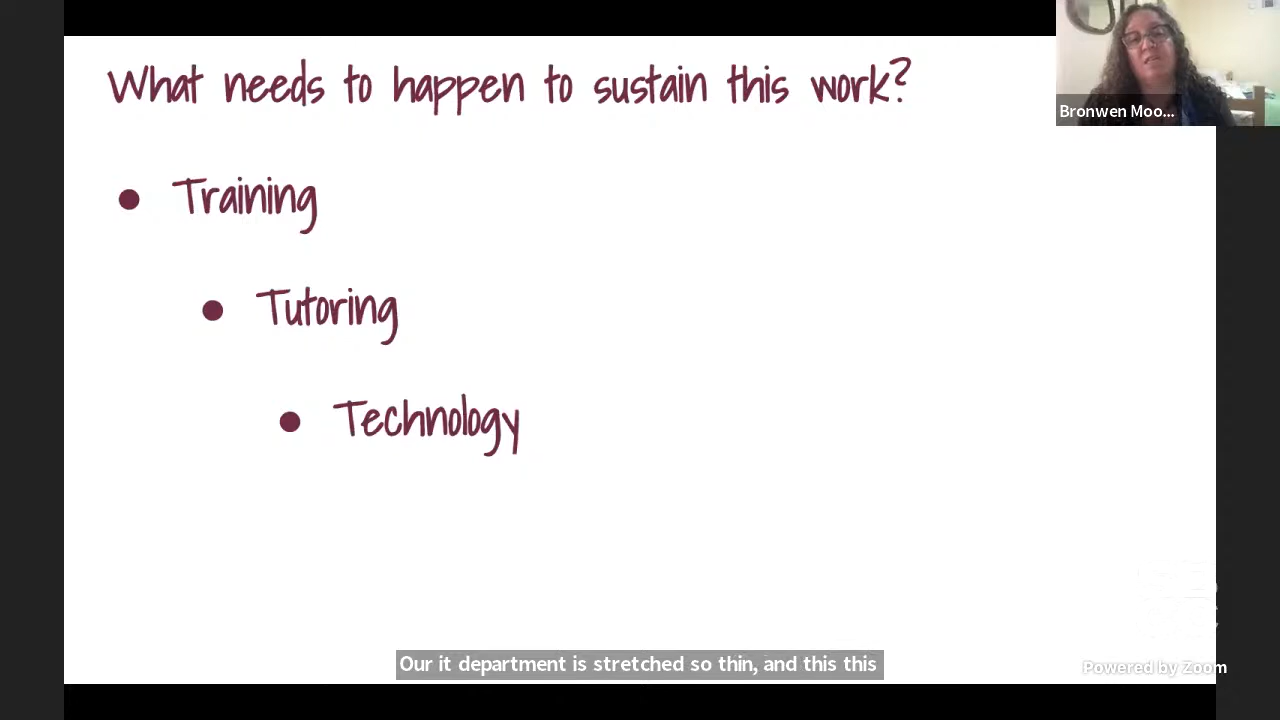 What needs to happen to sustain this work?
Bronwen Moo...
● Training
● Tutoring
● Technology
Our it department is stretched so thin, and this this
Powered by Zoom